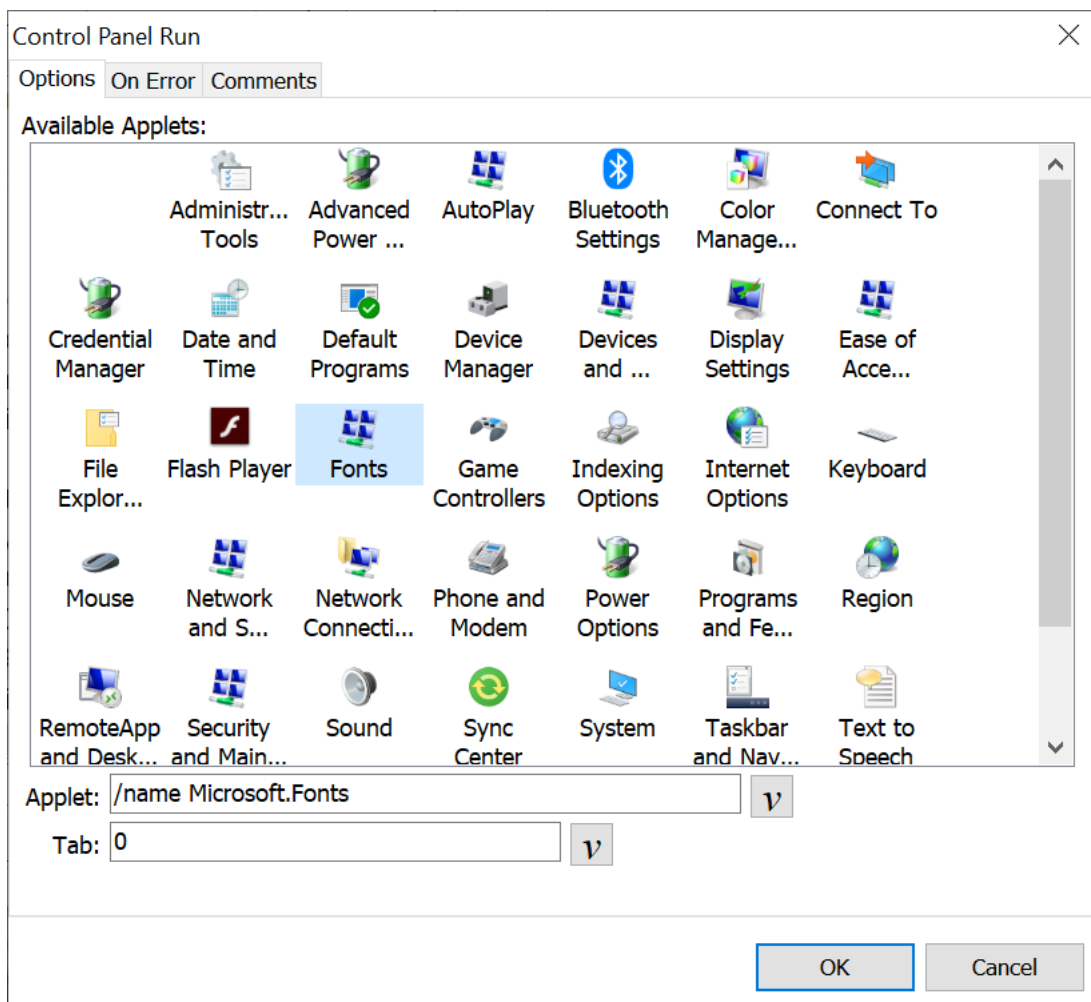 Control Panel Run
Options On Error Comments
Available Applets:
Administr... Advanced AutoPlay Bluetooth Color Connect To
Tools Power ... Settings Manage...
Credential Date and Default Device Devices Display Ease of
Manager Time Programs Manager and ... Settings Acce...
File Flash Player Fonts Game Indexing Internet Keyboard
Explor... Controllers Options Options
Mouse Network Network Phone and Power Programs Region
and S... Connecti... Modem Options and Fe...
RemoteApp Security Sound Sync System Taskbar Text to
and Desk... and Main... Center and Nav... Speech
Applet: /name Microsoft.Fonts v
Tab: 0 v
OK Cancel